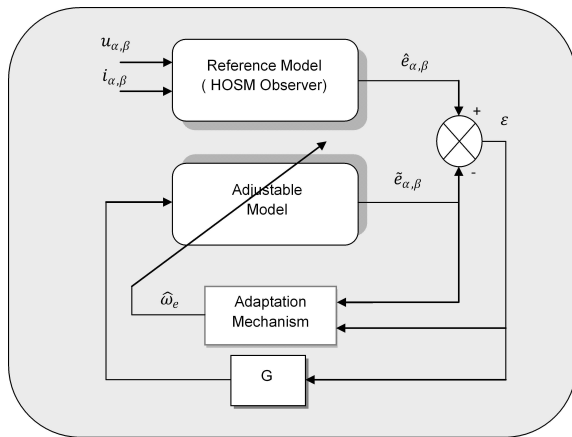 u_{α,β}
i_{α,β}
Reference Model
( HOSM Observer)
ê_{α,β}
+
ε
-
Adjustable
Model
ẽ_{α,β}
ω̂_e
Adaptation
Mechanism
G